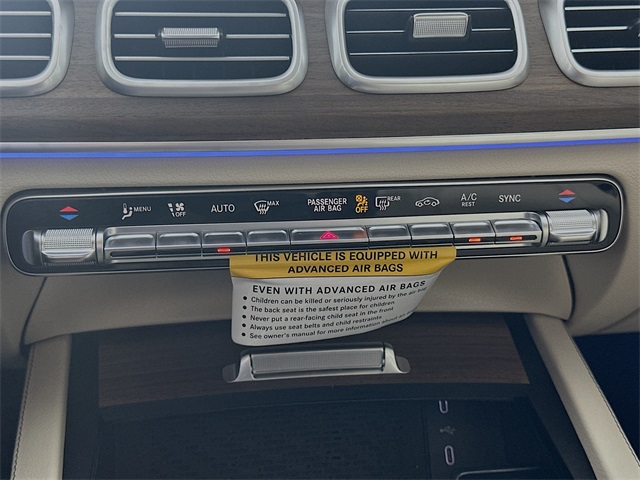 MENU OFF AUTO MAX PASSENGER AIR BAG OFF REAR A/C REST SYNC
THIS VEHICLE IS EQUIPPED WITH
ADVANCED AIR BAGS
EVEN WITH ADVANCED AIR BAGS
• Children can be killed or seriously injured by the air
• The back seat is the safest place for children
• Never put a rear-facing child seat in the front
• Always use seat belts and child restraints
• See owner's manual for more information about